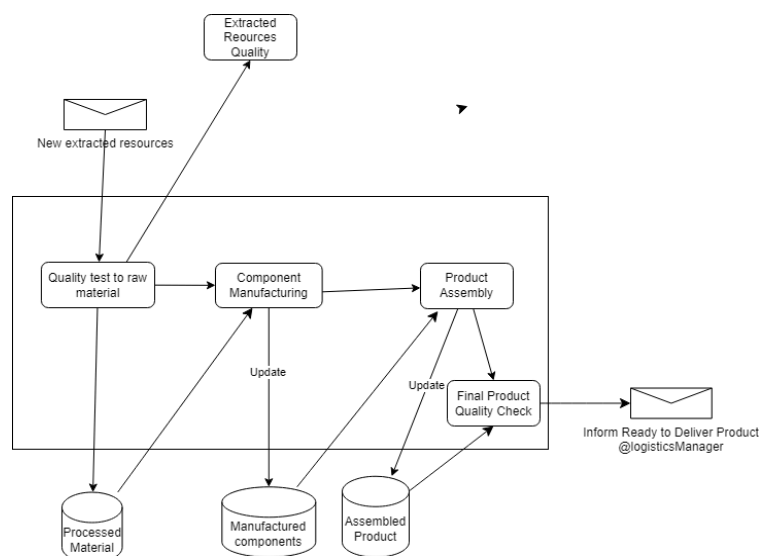 Extracted
Reources
Quality
New extracted resources
Quality test to raw
material
Component
Manufacturing
Product
Assembly
Update
Update
Final Product
Quality Check
Inform Ready to Deliver Product
@logisticsManager
Processed
Material
Manufactured
components
Assembled
Product